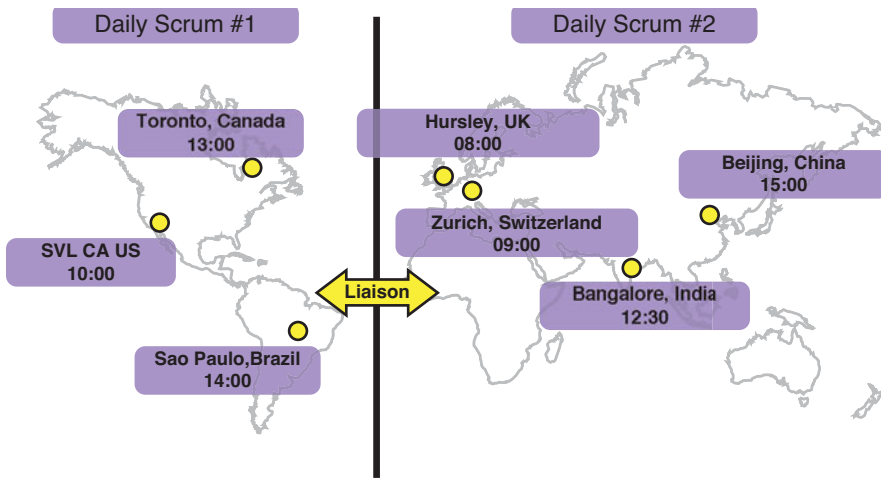 Daily Scrum #1
Daily Scrum #2
Toronto, Canada
13:00
Hursley, UK
08:00
Beijing, China
15:00
Zurich, Switzerland
09:00
SVL CA US
10:00
Liaison
Bangalore, India
12:30
Sao Paulo,Brazil
14:00